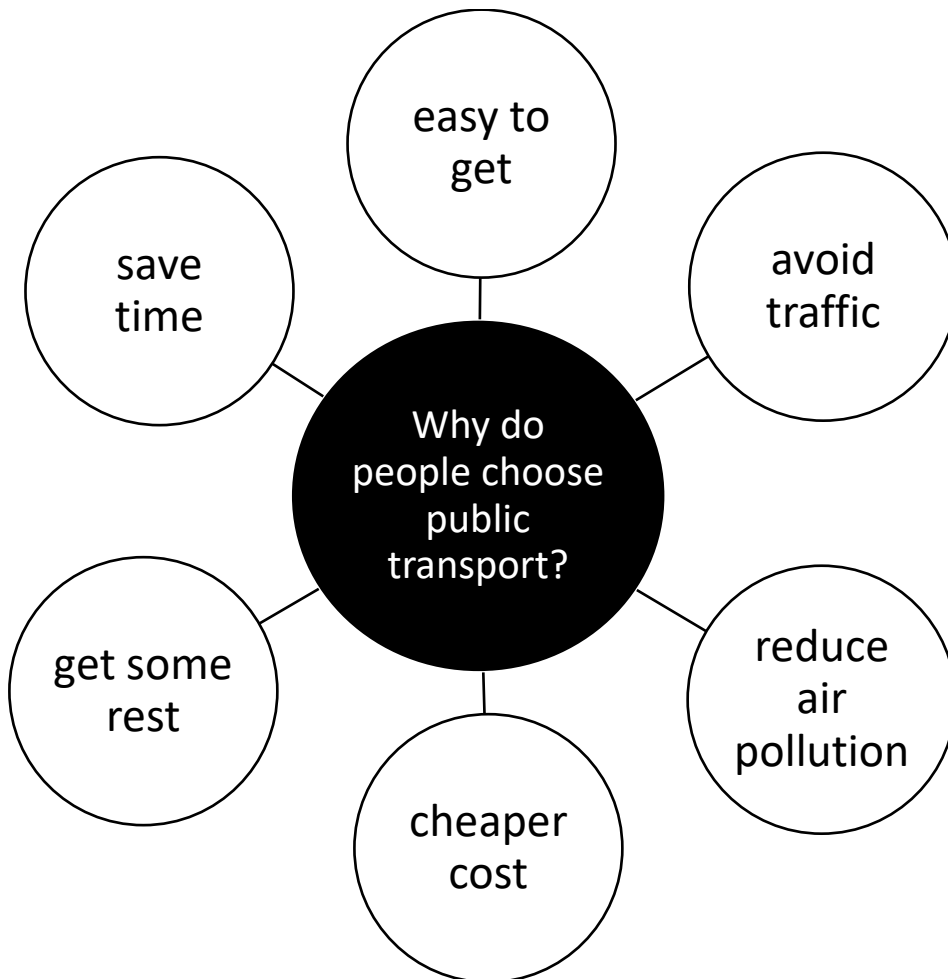 easy to
get
save
time
avoid
traffic
Why do
people choose
public
transport?
get some
rest
reduce
air
pollution
cheaper
cost